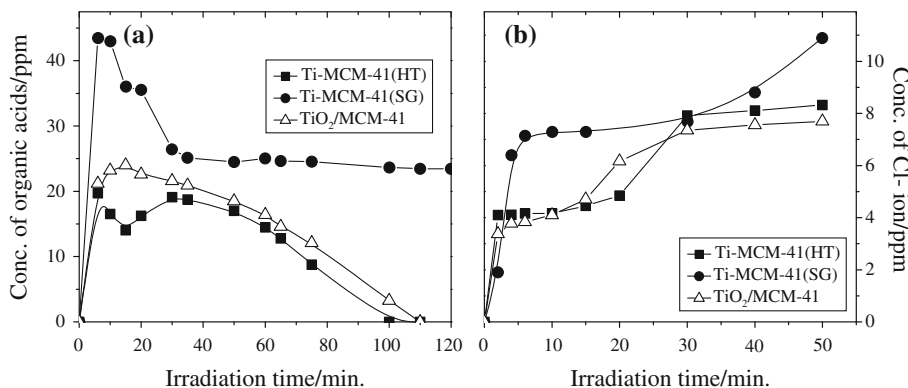 (a)
Ti-MCM-41(HT)
Ti-MCM-41(SG)
TiO₂/MCM-41
Conc. of organic acids/ppm
40
30
20
10
0
0 20 40 60 80 100 120
Irradiation time/min.
(b)
Ti-MCM-41(HT)
Ti-MCM-41(SG)
TiO₂/MCM-41
Conc. of Cl- ion/ppm
10
8
6
4
2
0
0 10 20 30 40 50
Irradiation time/min.